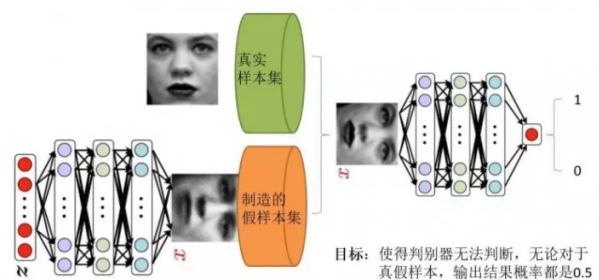 真实
样本集
制造的
假样本集
z
x
x
1
0
目标: 使得判别器无法判断，无论对于
真假样本，输出结果概率都是0.5